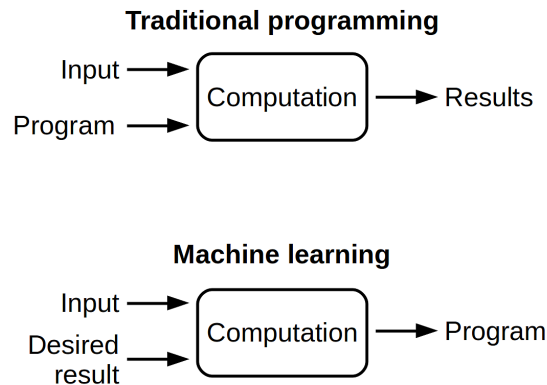 Traditional programming
Input
Computation
Results
Program
Machine learning
Input
Computation
Program
Desired
result